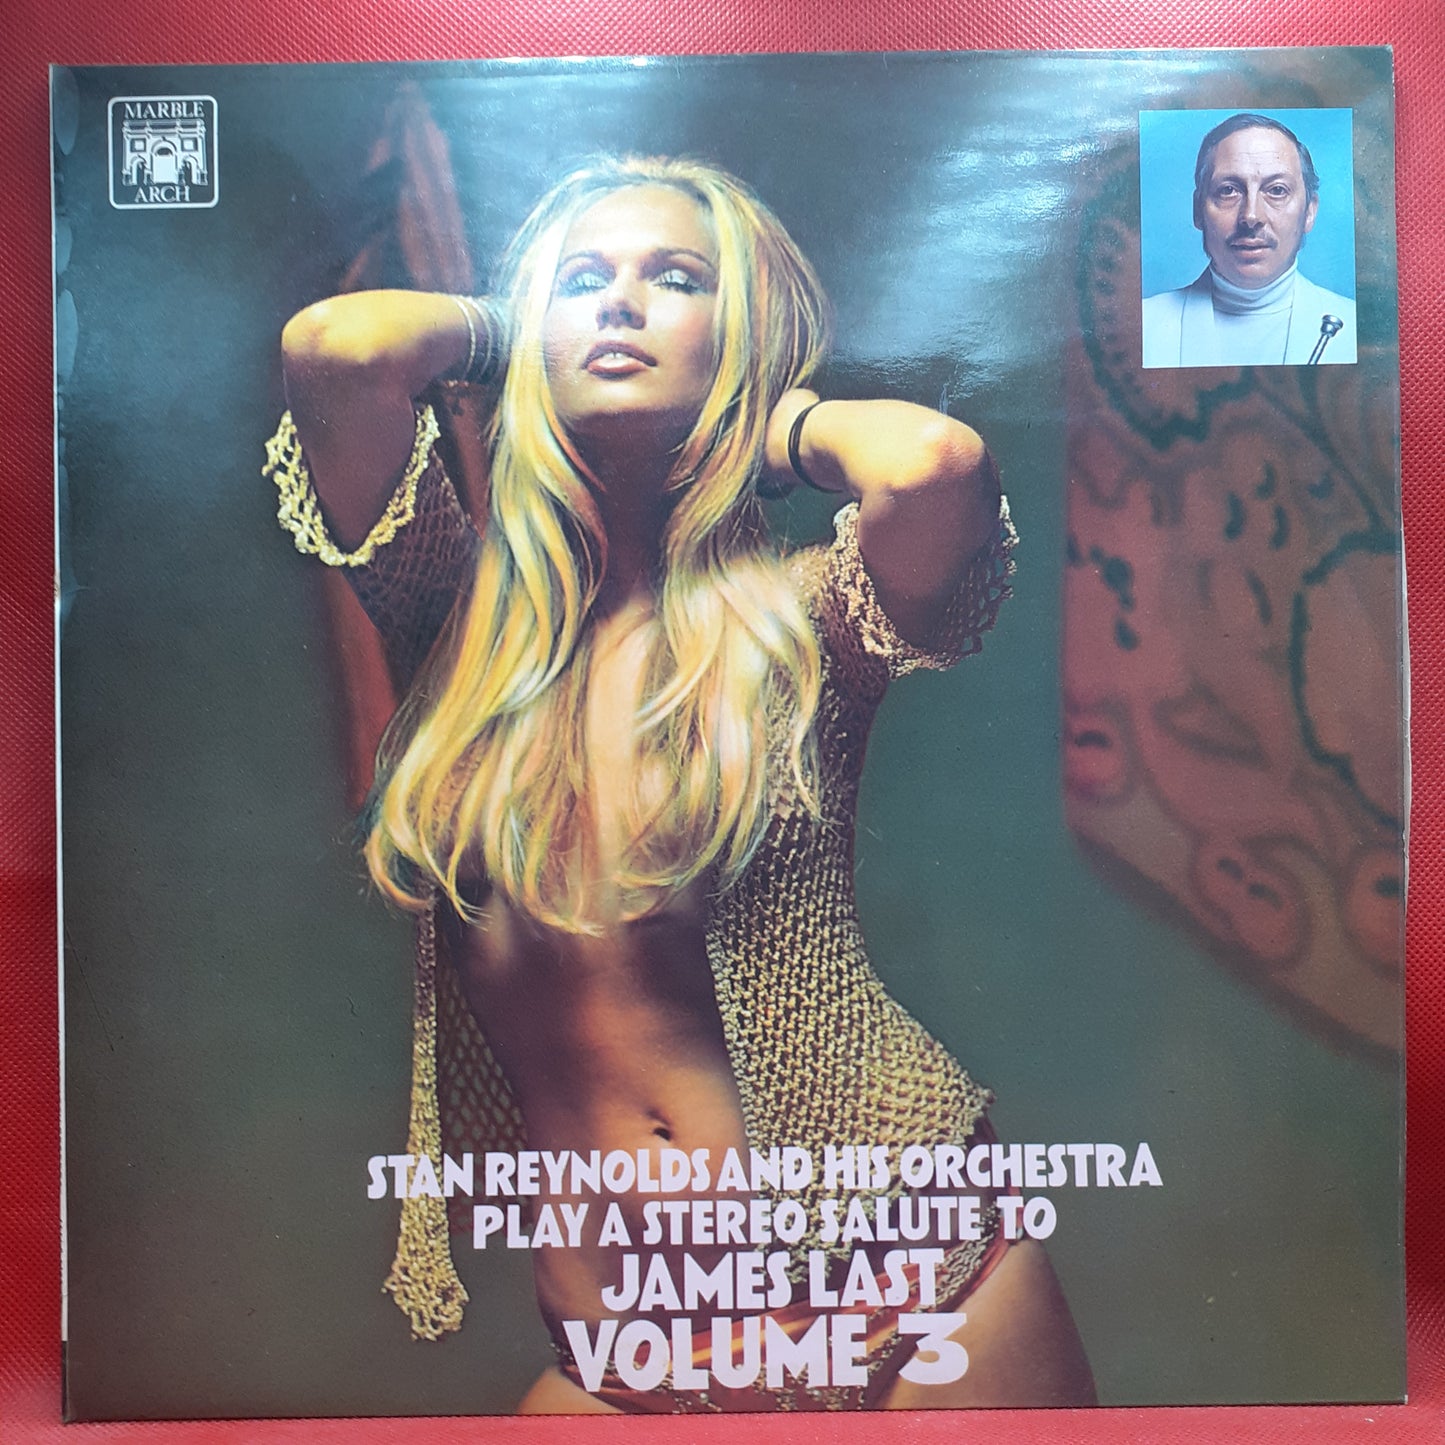 MARBLE
ARCH
STAN REYNOLDS AND HIS ORCHESTRA
PLAY A STEREO SALUTE TO
JAMES LAST
VOLUME 3